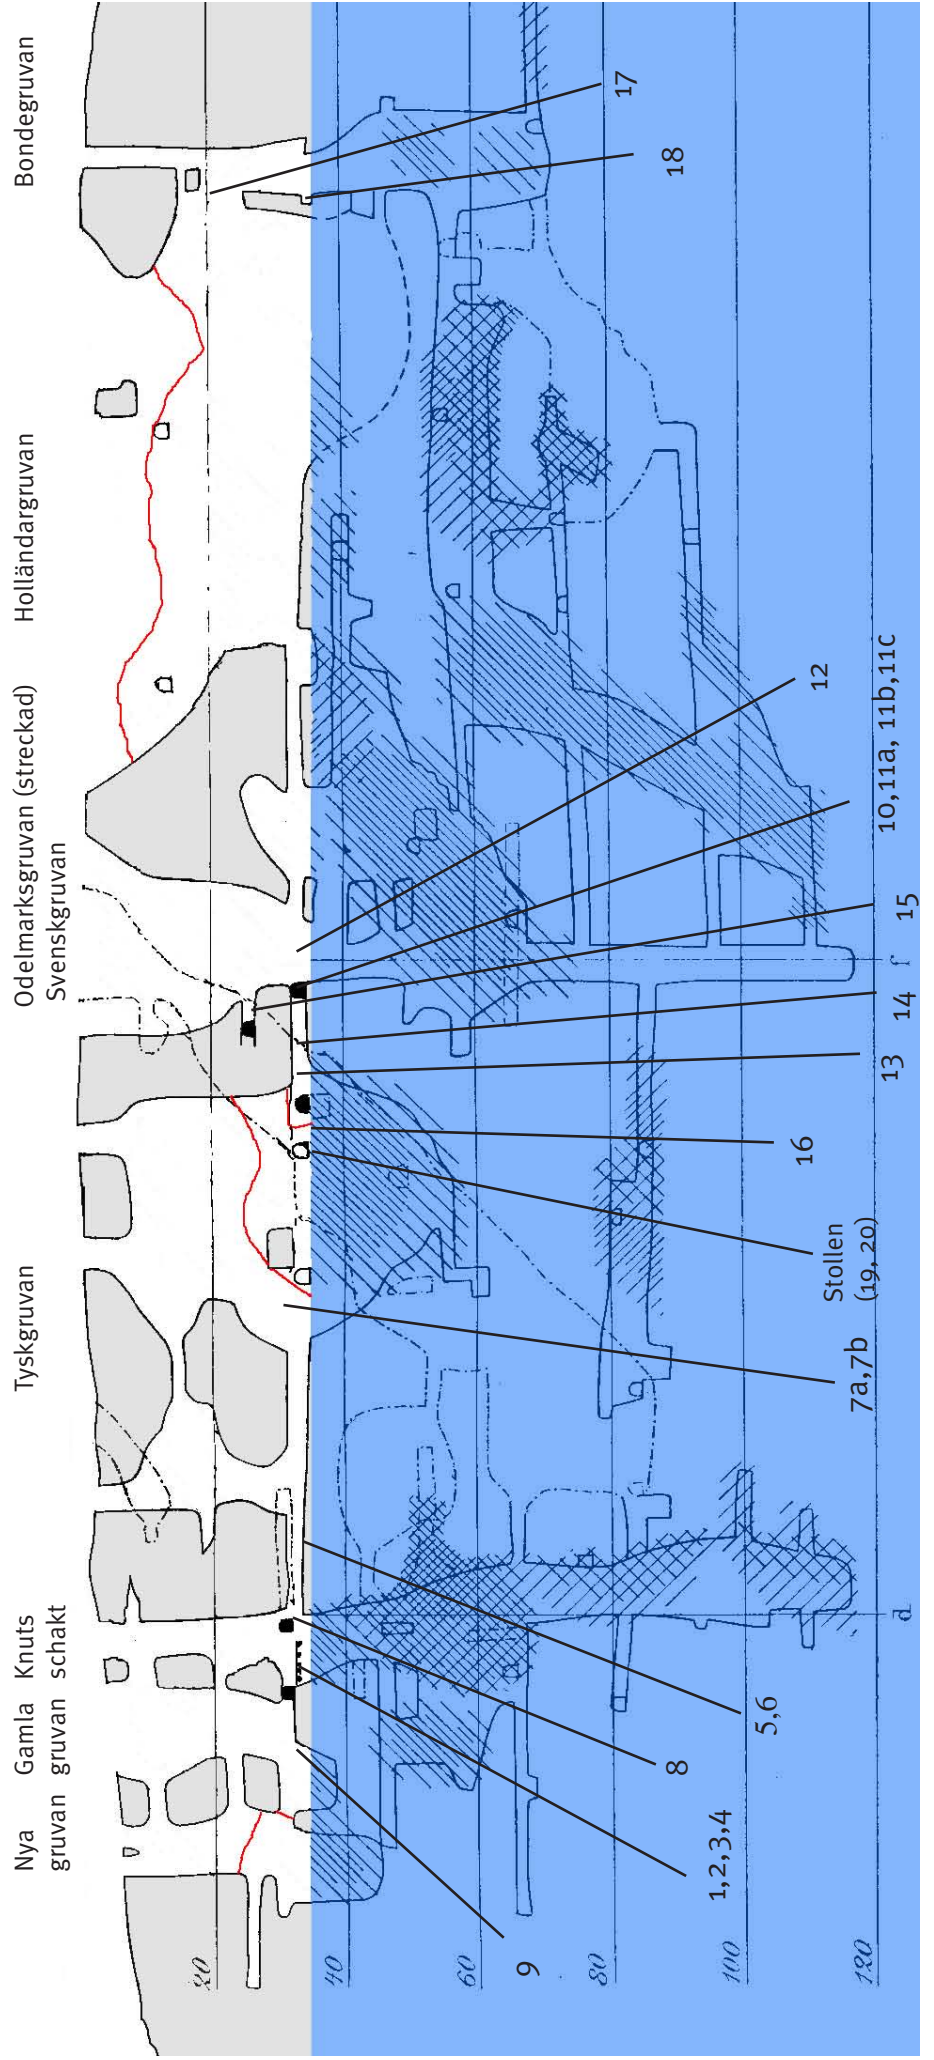 Nya
gruvan
Gamla
gruvan
Knuts
schakt
Tyskgruvan
Odelmarksgruvan (streckad)
Svenskgruvan
Holländargruvan
Bondegruvan
20
40
60
80
100
120
9
1,2,3,4
8
5,6
7a,7b
Stollen
(19, 20)
16
13
14
15
10,11a, 11b,11c
12
18
17
d
f